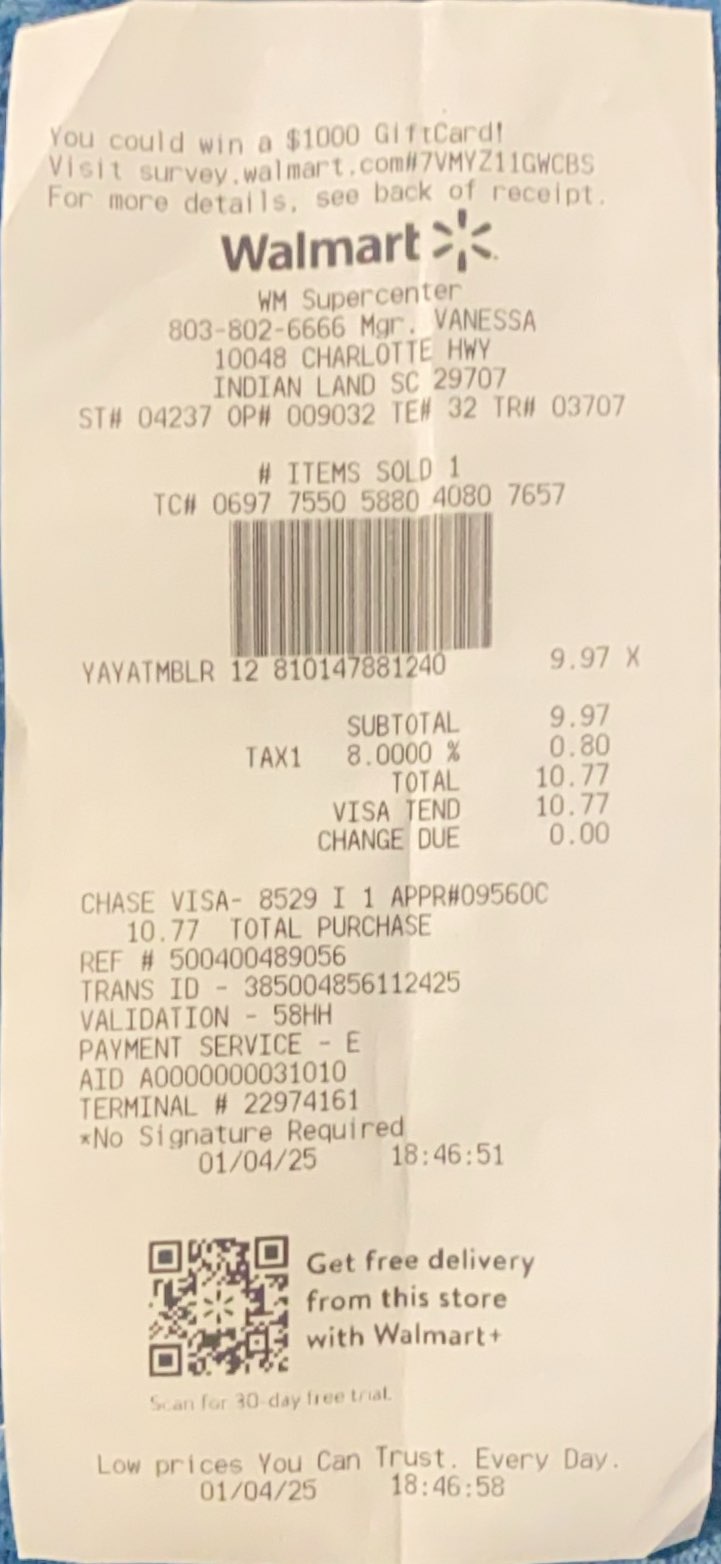 You could win a $1000 GiftCard!
Visit survey.walmart.com#7VMYZ11GWCBS
For more details, see back of receipt.
Walmart
WM Supercenter
803-802-6666 Mgr. VANESSA
10048 CHARLOTTE HWY
INDIAN LAND SC 29707
ST# 04237 OP# 009032 TE# 32 TR# 03707
# ITEMS SOLD 1
TC# 0697 7550 5880 4080 7657
YAYATMBLR 12 810147881240 9.97 X
SUBTOTAL 9.97
TAX1 8.0000 % 0.80
TOTAL 10.77
VISA TEND 10.77
CHANGE DUE 0.00
CHASE VISA- 8529 I 1 APPR#09560C
10.77 TOTAL PURCHASE
REF # 500400489056
TRANS ID - 385004856112425
VALIDATION - 58HH
PAYMENT SERVICE - E
AID A0000000031010
TERMINAL # 22974161
*No Signature Required
01/04/25 18:46:51
Get free delivery
from this store
with Walmart+
Scan for 30-day free trial.
Low prices You Can Trust. Every Day.
01/04/25 18:46:58